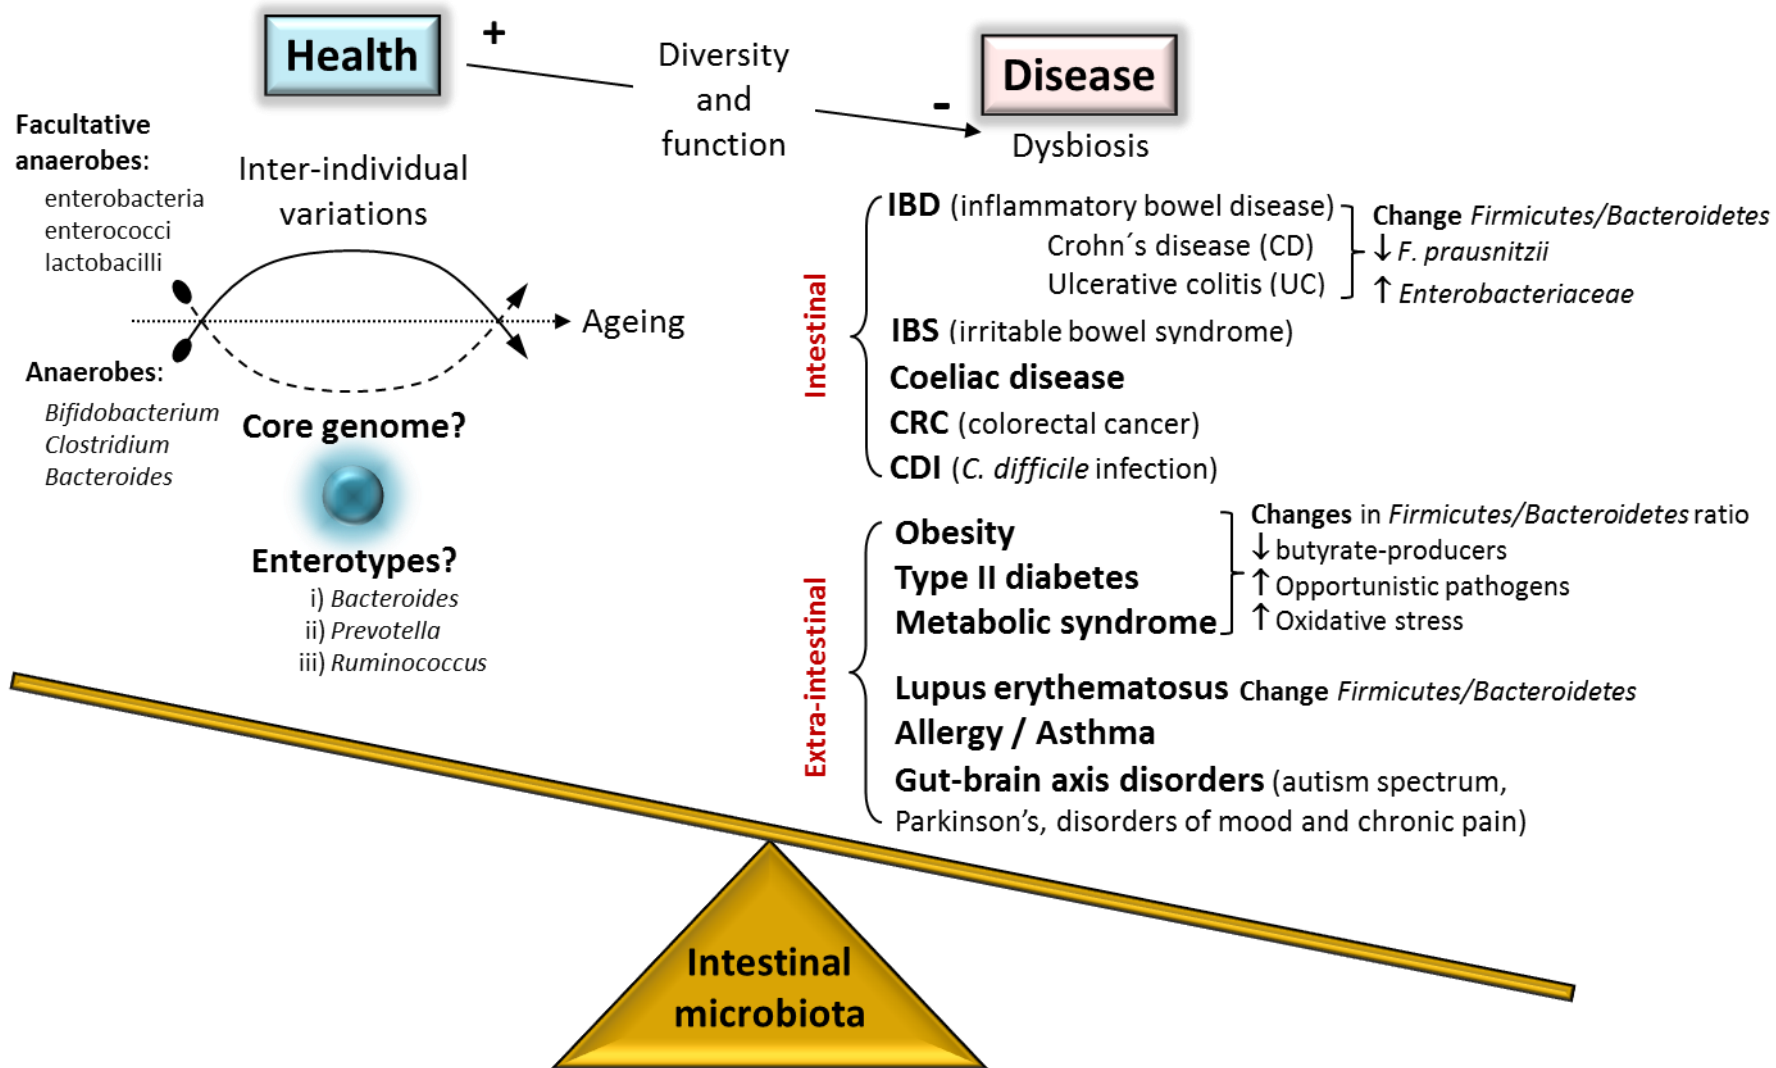 Health
+
Diversity
and
function
-
Disease
Dysbiosis
Facultative
anaerobes:
enterobacteria
enterococci
lactobacilli
Inter-individual
variations
Ageing
Anaerobes:
Bifidobacterium
Clostridium
Bacteroides
Core genome?
Enterotypes?
i) Bacteroides
ii) Prevotella
iii) Ruminococcus
Intestinal
IBD (inflammatory bowel disease)
Crohn´s disease (CD)
Ulcerative colitis (UC)
Change Firmicutes/Bacteroidetes
↓ F. prausnitzii
↑ Enterobacteriaceae
IBS (irritable bowel syndrome)
Coeliac disease
CRC (colorectal cancer)
CDI (C. difficile infection)
Extra-intestinal
Obesity
Type II diabetes
Metabolic syndrome
Changes in Firmicutes/Bacteroidetes ratio
↓ butyrate-producers
↑ Opportunistic pathogens
↑ Oxidative stress
Lupus erythematosus Change Firmicutes/Bacteroidetes
Allergy / Asthma
Gut-brain axis disorders (autism spectrum,
Parkinson’s, disorders of mood and chronic pain)
Intestinal
microbiota